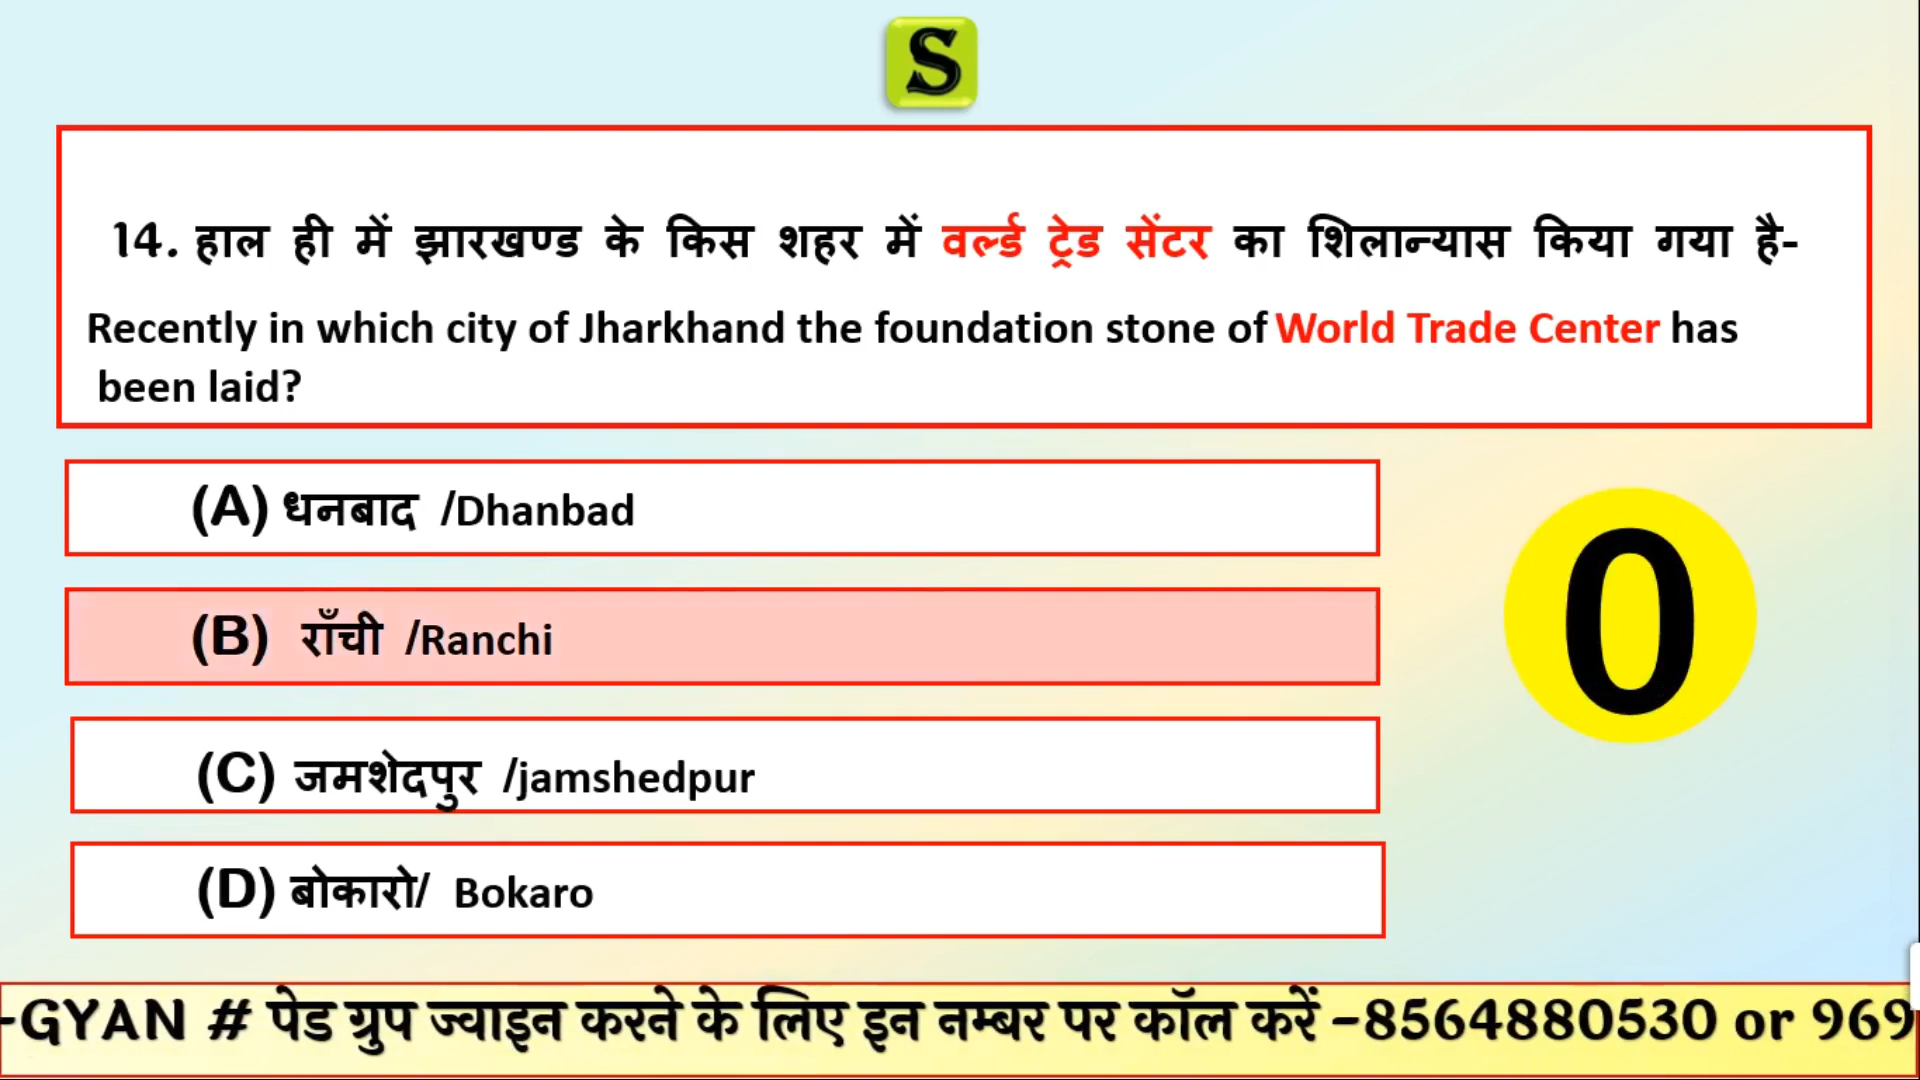 S
14. हाल ही में झारखण्ड के किस शहर में वर्ल्ड ट्रेड सेंटर का शिलान्यास किया गया है-
Recently in which city of Jharkhand the foundation stone of World Trade Center has
been laid?
(A) धनबाद /Dhanbad
(B) राँची /Ranchi
0
(C) जमशेदपुर /jamshedpur
(D) बोकारो/ Bokaro
-GYAN # पेड ग्रुप ज्वाइन करने के लिए इन नम्बर पर कॉल करें -8564880530 or 969